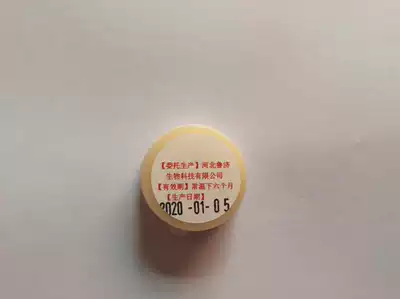 【委托生产】河北鲁济
生物科技有限公司
【有效期】常温下六个月
【生产日期】
2020-01-05